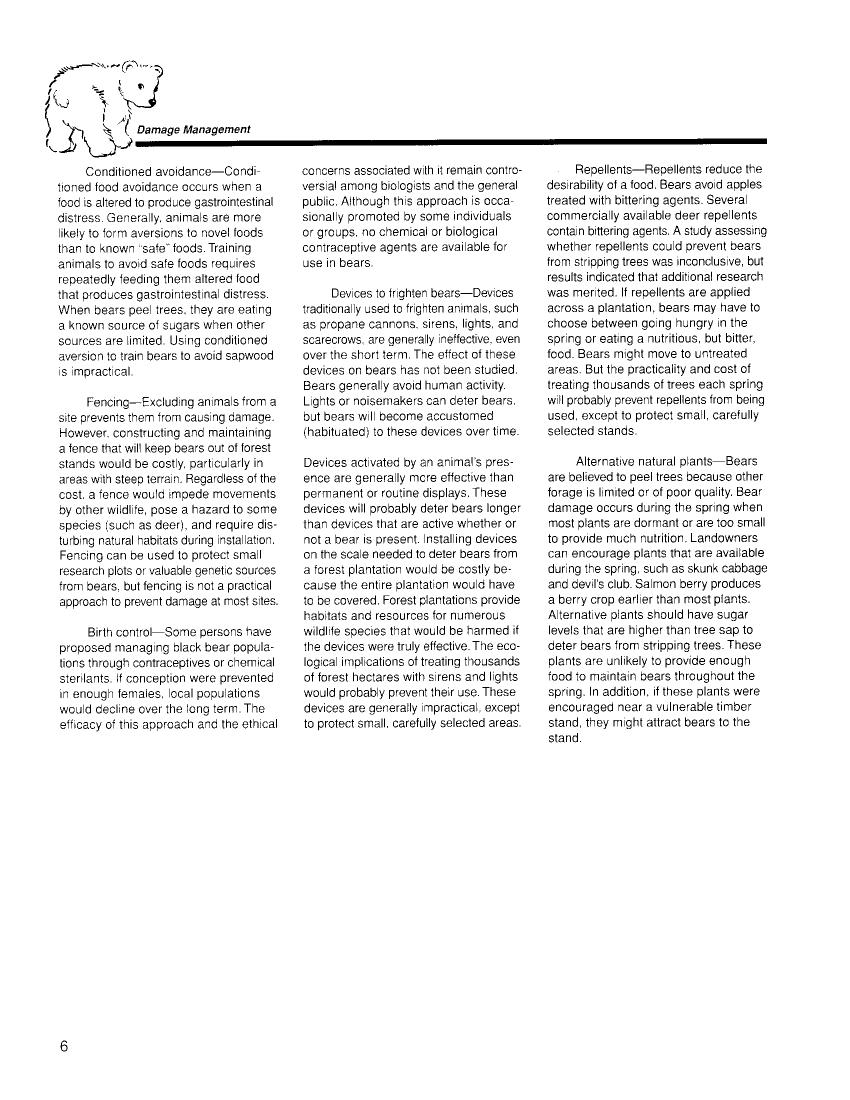 Damage Management
Conditioned avoidance—Condi-
tioned food avoidance occurs when a
food is altered to produce gastrointestinal
distress. Generally, animals are more
likely to form aversions to novel foods
than to known "safe" foods. Training
animals to avoid safe foods requires
repeatedly feeding them altered food
that produces gastrointestinal distress.
When bears peel trees, they are eating
a known source of sugars when other
sources are limited. Using conditioned
aversion to train bears to avoid sapwood
is impractical.
Fencing—Excluding animals from a
site prevents them from causing damage.
However, constructing and maintaining
a fence that will keep bears out of forest
stands would be costly, particularly in
areas with steep terrain. Regardless of the
cost, a fence would impede movements
by other wildlife, pose a hazard to some
species (such as deer), and require dis-
turbing natural habitats during installation.
Fencing can be used to protect small
research plots or valuable genetic sources
from bears, but fencing is not a practical
approach to prevent damage at most sites.
Birth control—Some persons have
proposed managing black bear popula-
tions through contraceptives or chemical
sterilants. If conception were prevented
in enough females, local populations
would decline over the long term. The
efficacy of this approach and the ethical
concerns associated with it remain contro-
versial among biologists and the general
public. Although this approach is occa-
sionally promoted by some individuals
or groups, no chemical or biological
contraceptive agents are available for
use in bears.
Devices to frighten bears—Devices
traditionally used to frighten animals, such
as propane cannons, sirens, lights, and
scarecrows, are generally ineffective, even
over the short term. The effect of these
devices on bears has not been studied.
Bears generally avoid human activity.
Lights or noisemakers can deter bears,
but bears will become accustomed
(habituated) to these devices over time.
Devices activated by an animal's pres-
ence are generally more effective than
permanent or routine displays. These
devices will probably deter bears longer
than devices that are active whether or
not a bear is present. Installing devices
on the scale needed to deter bears from
a forest plantation would be costly be-
cause the entire plantation would have
to be covered. Forest plantations provide
habitats and resources for numerous
wildlife species that would be harmed if
the devices were truly effective. The eco-
logical implications of treating thousands
of forest hectares with sirens and lights
would probably prevent their use. These
devices are generally impractical, except
to protect small, carefully selected areas.
Repellents—Repellents reduce the
desirability of a food. Bears avoid apples
treated with bittering agents. Several
commercially available deer repellents
contain bittering agents. A study assessing
whether repellents could prevent bears
from stripping trees was inconclusive, but
results indicated that additional research
was merited. If repellents are applied
across a plantation, bears may have to
choose between going hungry in the
spring or eating a nutritious, but bitter,
food. Bears might move to untreated
areas. But the practicality and cost of
treating thousands of trees each spring
will probably prevent repellents from being
used, except to protect small, carefully
selected stands.
Alternative natural plants—Bears
are believed to peel trees because other
forage is limited or of poor quality. Bear
damage occurs during the spring when
most plants are dormant or are too small
to provide much nutrition. Landowners
can encourage plants that are available
during the spring, such as skunk cabbage
and devil's club. Salmon berry produces
a berry crop earlier than most plants.
Alternative plants should have sugar
levels that are higher than tree sap to
deter bears from stripping trees. These
plants are unlikely to provide enough
food to maintain bears throughout the
spring. In addition, if these plants were
encouraged near a vulnerable timber
stand, they might attract bears to the
stand.
6